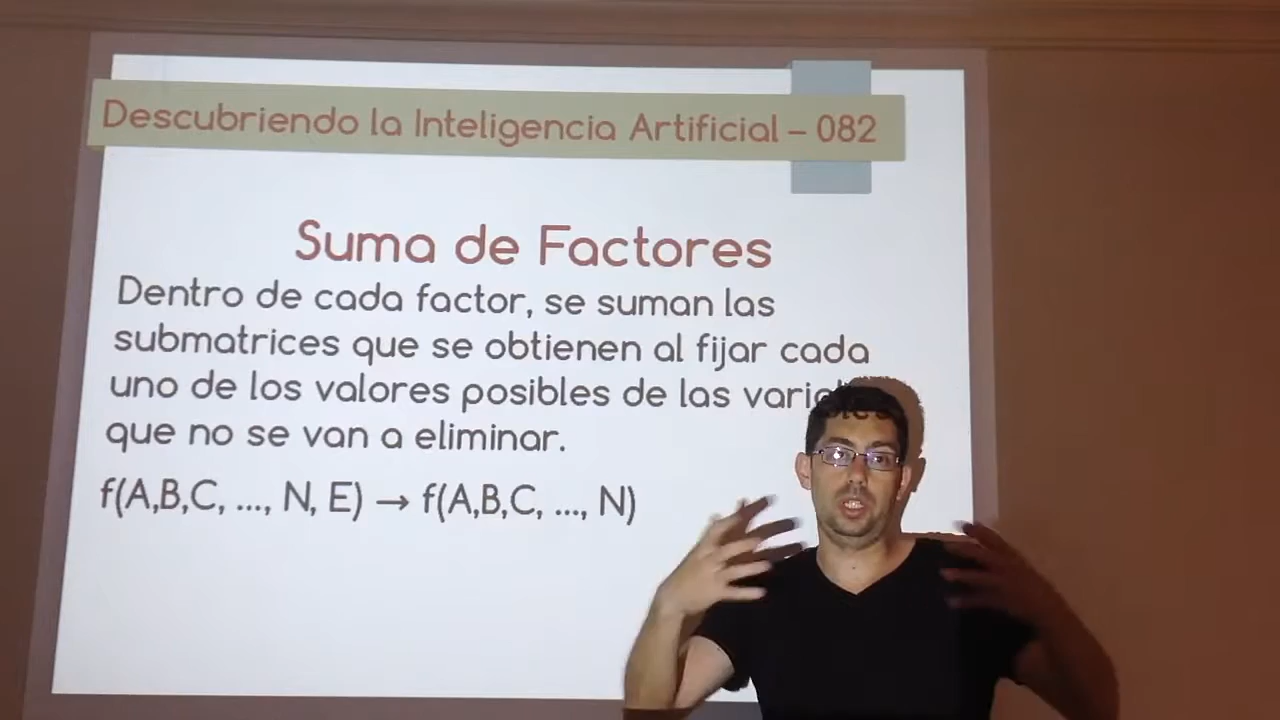 Descubriendo la Inteligencia Artificial – 082
Suma de Factores
Dentro de cada factor, se suman las
submatrices que se obtienen al fijar cada
uno de los valores posibles de las
que no se van a eliminar.
f(A,B,C, ..., N, E) → f(A,B,C, ..., N)